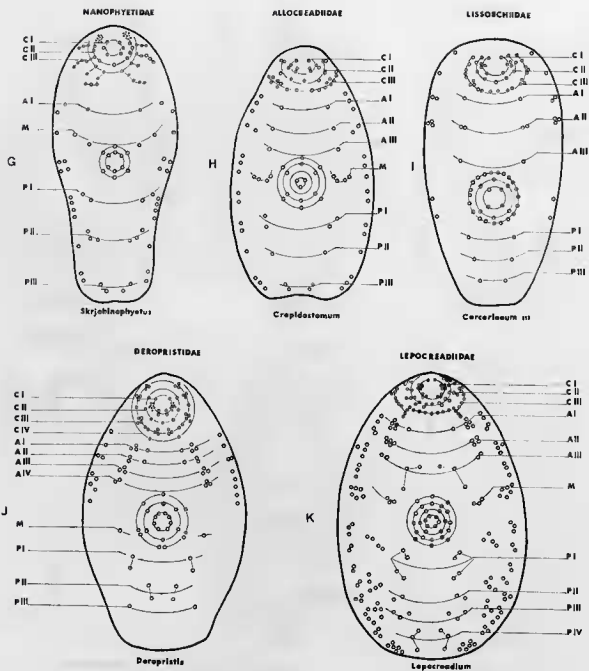 NANOPHYETIDAE
C I
C II
C III
A I
M
G
P I
P II
P III
Skrjabinophyetus
ALLOCREADIIDAE
C I
C II
C III
A I
A II
A III
H
M
P I
P II
P III
Crepidostomum
LISSORCHIIDAE
C I
C II
C III
A I
A II
A III
I
P I
P II
P III
DEROPRISTIDAE
C I
C II
C III
C IV
A I
A II
A III
A IV
J
M
P I
P II
P III
Deropristis
LEPOCREADIIDAE
C I
C II
C III
A I
A II
A III
M
K
P I
P II
P III
P IV
Lepocreadium